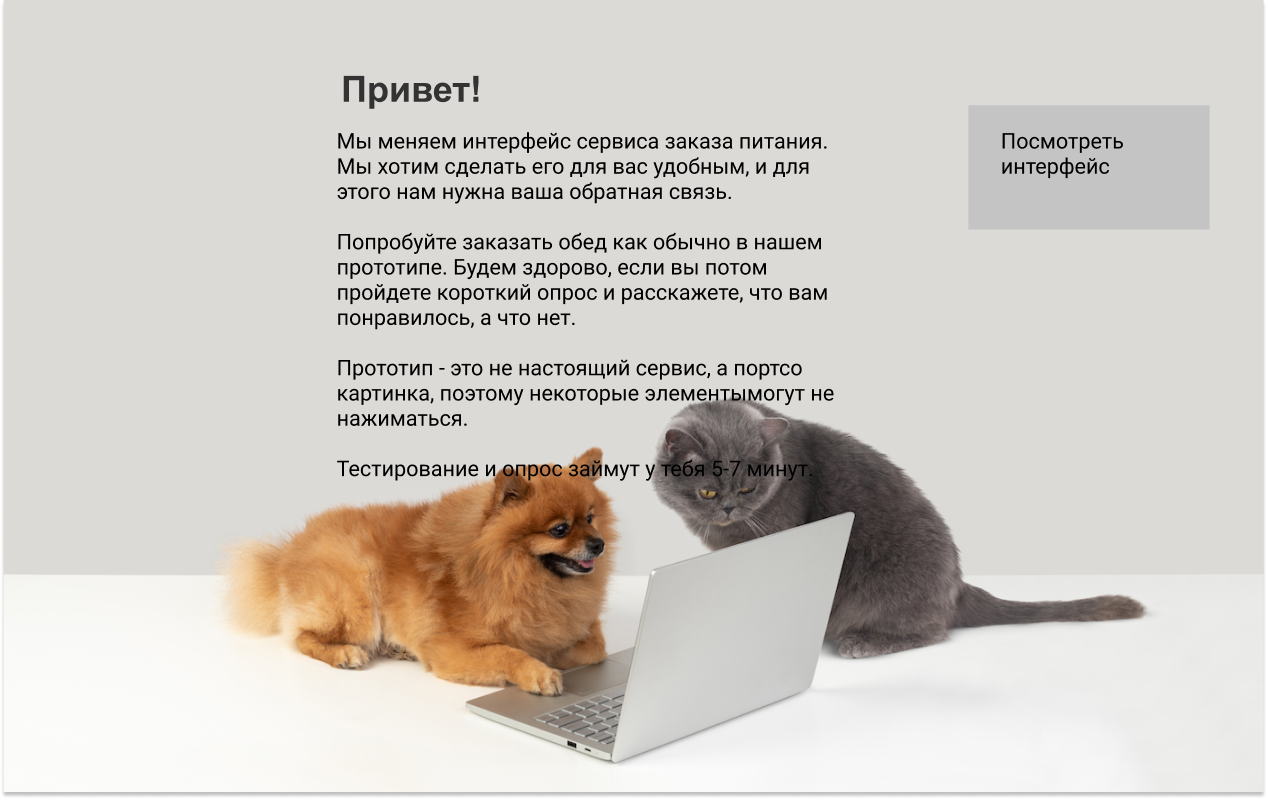 Привет!
Мы меняем интерфейс сервиса заказа питания.
Мы хотим сделать его для вас удобным, и для
этого нам нужна ваша обратная связь.
Попробуйте заказать обед как обычно в нашем
прототипе. Будем здорово, если вы потом
пройдете короткий опрос и расскажете, что вам
понравилось, а что нет.
Прототип - это не настоящий сервис, а портсо
картинка, поэтому некоторые элементымогут не
нажиматься.
Тестирование и опрос займут у тебя 5-7 минут.
Посмотреть
интерфейс